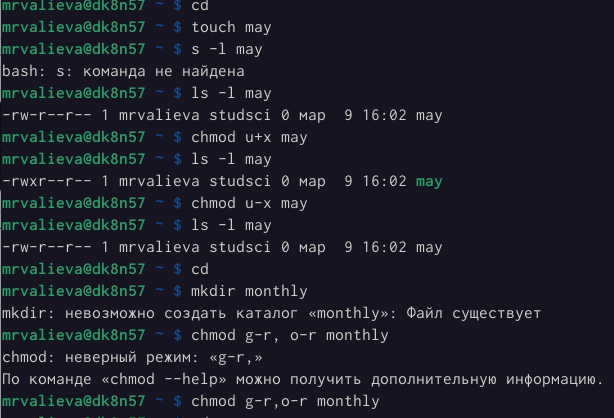 mrvalieva@dk8n57 ~ $ cd
mrvalieva@dk8n57 ~ $ touch may
mrvalieva@dk8n57 ~ $ s -l may
bash: s: команда не найдена
mrvalieva@dk8n57 ~ $ ls -l may
-rw-r--r-- 1 mrvalieva studsci 0 мар  9 16:02 may
mrvalieva@dk8n57 ~ $ chmod u+x may
mrvalieva@dk8n57 ~ $ ls -l may
-rwxr--r-- 1 mrvalieva studsci 0 мар  9 16:02 may
mrvalieva@dk8n57 ~ $ chmod u-x may
mrvalieva@dk8n57 ~ $ ls -l may
-rw-r--r-- 1 mrvalieva studsci 0 мар  9 16:02 may
mrvalieva@dk8n57 ~ $ cd
mrvalieva@dk8n57 ~ $ mkdir monthly
mkdir: невозможно создать каталог «monthly»: Файл существует
mrvalieva@dk8n57 ~ $ chmod g-r, o-r monthly
chmod: неверный режим: «g-r,»
По команде «chmod --help» можно получить дополнительную информацию.
mrvalieva@dk8n57 ~ $ chmod g-r,o-r monthly